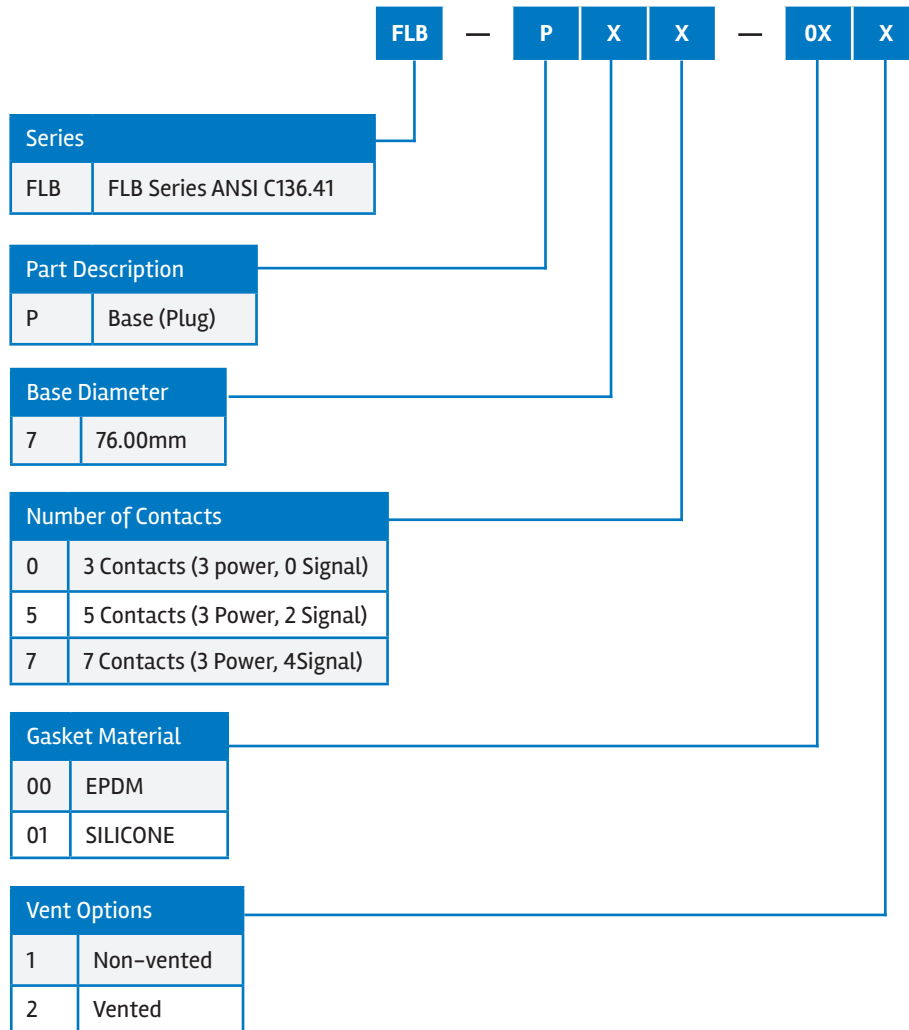 FLB — P X X — 0X X
Series
FLB FLB Series ANSI C136.41
Part Description
P Base (Plug)
Base Diameter
7 76.00mm
Number of Contacts
0 3 Contacts (3 power, 0 Signal)
5 5 Contacts (3 Power, 2 Signal)
7 7 Contacts (3 Power, 4Signal)
Gasket Material
00 EPDM
01 SILICONE
Vent Options
1 Non-vented
2 Vented